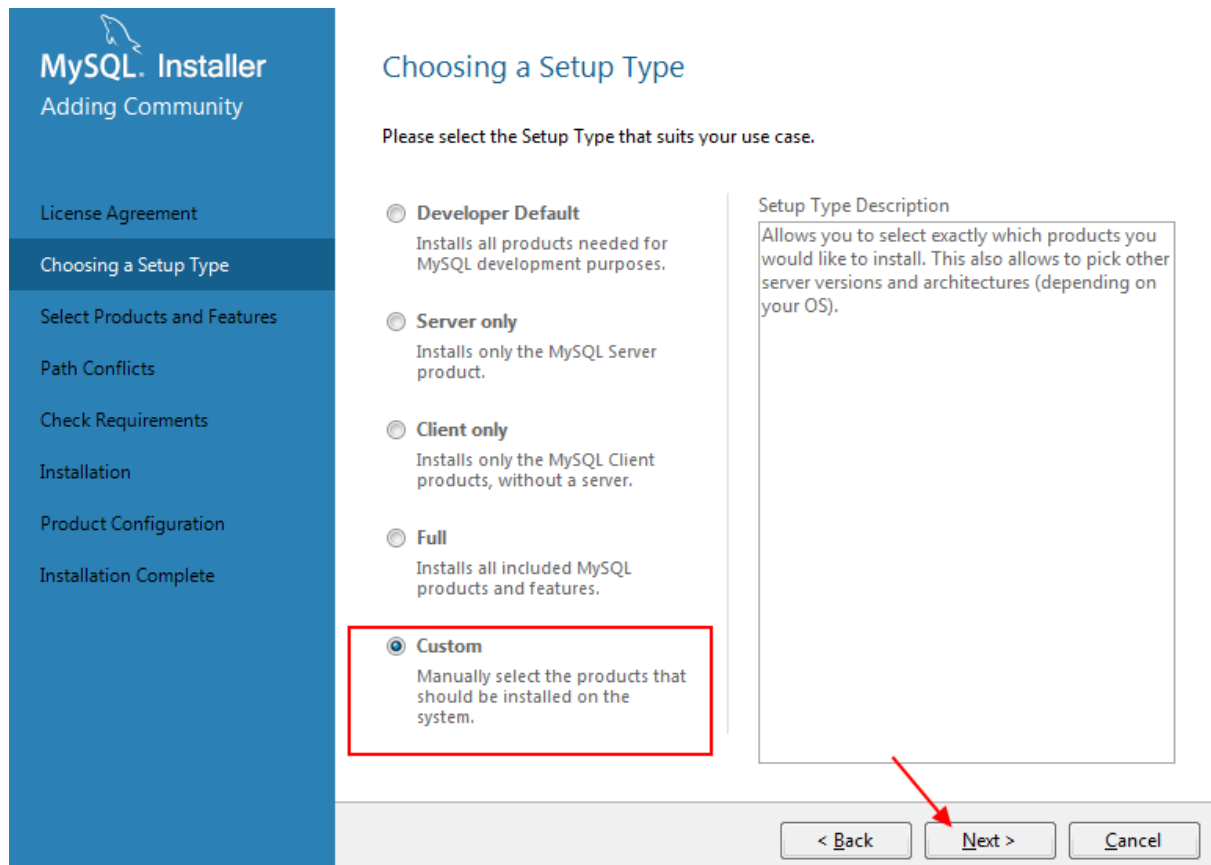 MySQL. Installer
Adding Community
License Agreement
Choosing a Setup Type
Select Products and Features
Path Conflicts
Check Requirements
Installation
Product Configuration
Installation Complete
Choosing a Setup Type
Please select the Setup Type that suits your use case.
Developer Default
Installs all products needed for
MySQL development purposes.
Server only
Installs only the MySQL Server
product.
Client only
Installs only the MySQL Client
products, without a server.
Full
Installs all included MySQL
products and features.
Custom
Manually select the products that
should be installed on the
system.
Setup Type Description
Allows you to select exactly which products you
would like to install. This also allows to pick other
server versions and architectures (depending on
your OS).
< Back
Next >
Cancel